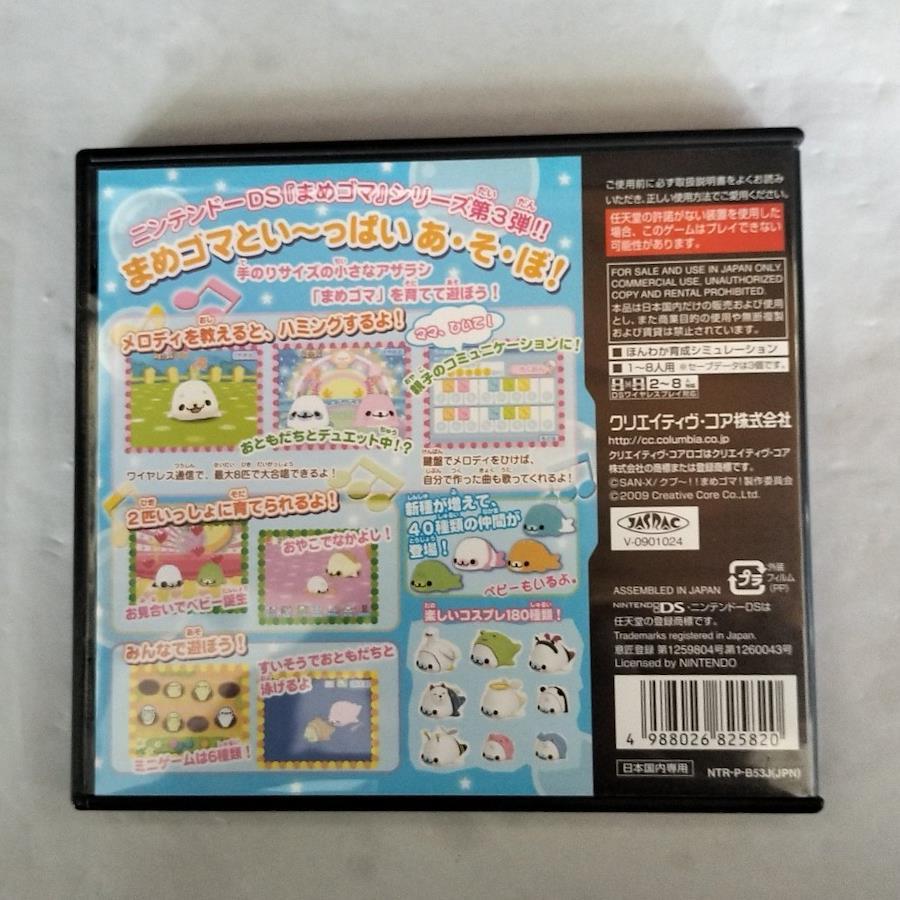 ニンテンドーDS『まめゴマ』シリーズ第3弾!!
まめゴマとい〜っぱい あ・そ・ぼ!
手のりサイズの小さなアザラシ
「まめゴマ」を育てて遊ぼう!
メロディを教えると、ハミングするよ!
ママ、ひいて!
親子のコミュニケーションに!
おともだちとデュエット中!?
ワイヤレス通信で、最大8匹で大合唱できるよ!
鍵盤でメロディをひけば、
自分で作った曲も歌ってくれるよ!
2匹いっしょに育てられるよ!
おやこでなかよし!
お見合いでベビー誕生
新種が増えて、
40種類の仲間が
登場!
ベビーもいるよ。
みんなで遊ぼう!
すいそうでおともだちと
泳げるよ
ミニゲームは6種類!
楽しいコスプレ180種類!
ご使用前に必ず取扱説明書をよくお読み
いただき、正しい使用方法でご愛用ください。
任天堂の許諾がない装置を使用した
場合、このゲームはプレイできない
可能性があります。
FOR SALE AND USE IN JAPAN ONLY.
COMMERCIAL USE, UNAUTHORIZED
COPY AND RENTAL PROHIBITED.
本品は日本国内だけの販売および使用
とし、また商業目的の使用や無断複製
および賃貸は禁止されています。
■ほんわか育成シミュレーション
■1〜8人用 ※セーブデータは3個です。
2〜8人
DSワイヤレスプレイ対応
クリエイティヴ・コア株式会社
http://cc.columbia.co.jp
クリエイティヴ・コアロゴはクリエイティヴ・コア
株式会社の商標または登録商標です。
©SAN-X/クプ〜!!まめゴマ!製作委員会
©2009 Creative Core Co.,Ltd.
JASRAC
V-0901024
プラ
外装
フィルム
(PP)
ASSEMBLED IN JAPAN
NINTENDO DS・ニンテンドーDSは
任天堂の登録商標です。
Trademarks registered in Japan.
意匠登録 第1259804号第1260043号
Licensed by NINTENDO
4 988026 825820
日本国内専用
NTR-P-B53J(JPN)